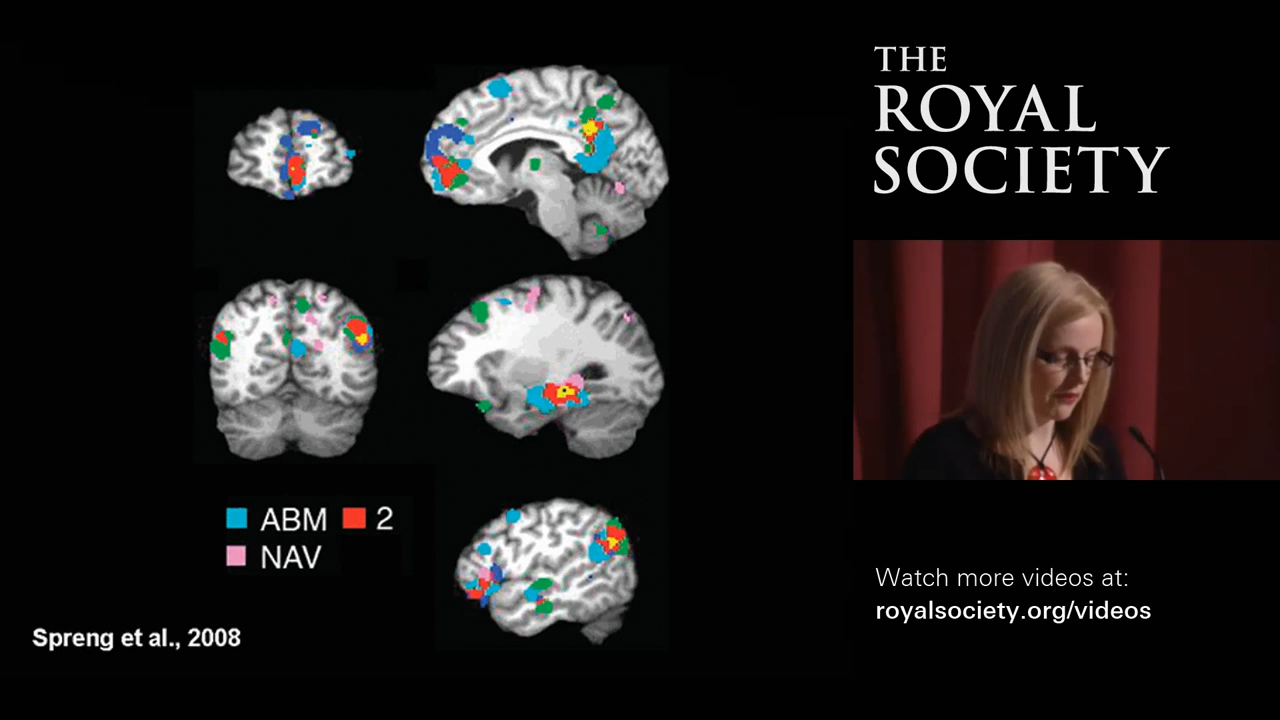 THE
ROYAL
SOCIETY
ABM 2
NAV
Spreng et al., 2008
Watch more videos at:
royalsociety.org/videos